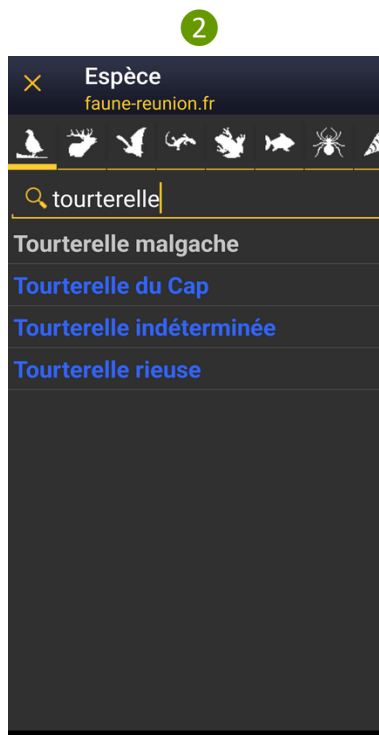 2
Espèce
faune-reunion.fr
tourterelle
Tourterelle malgache
Tourterelle du Cap
Tourterelle indéterminée
Tourterelle rieuse